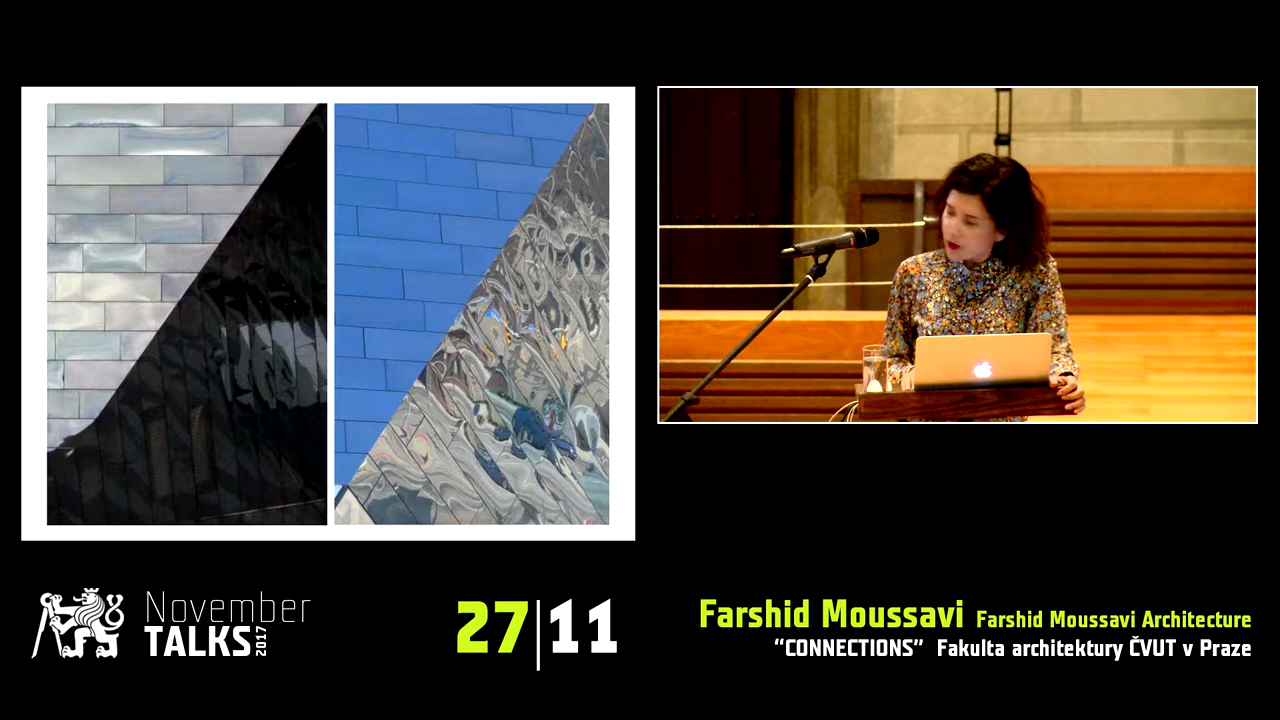 November
TALKS 2017
27|11
Farshid Moussavi Farshid Moussavi Architecture
“CONNECTIONS” Fakulta architektury ČVUT v Praze